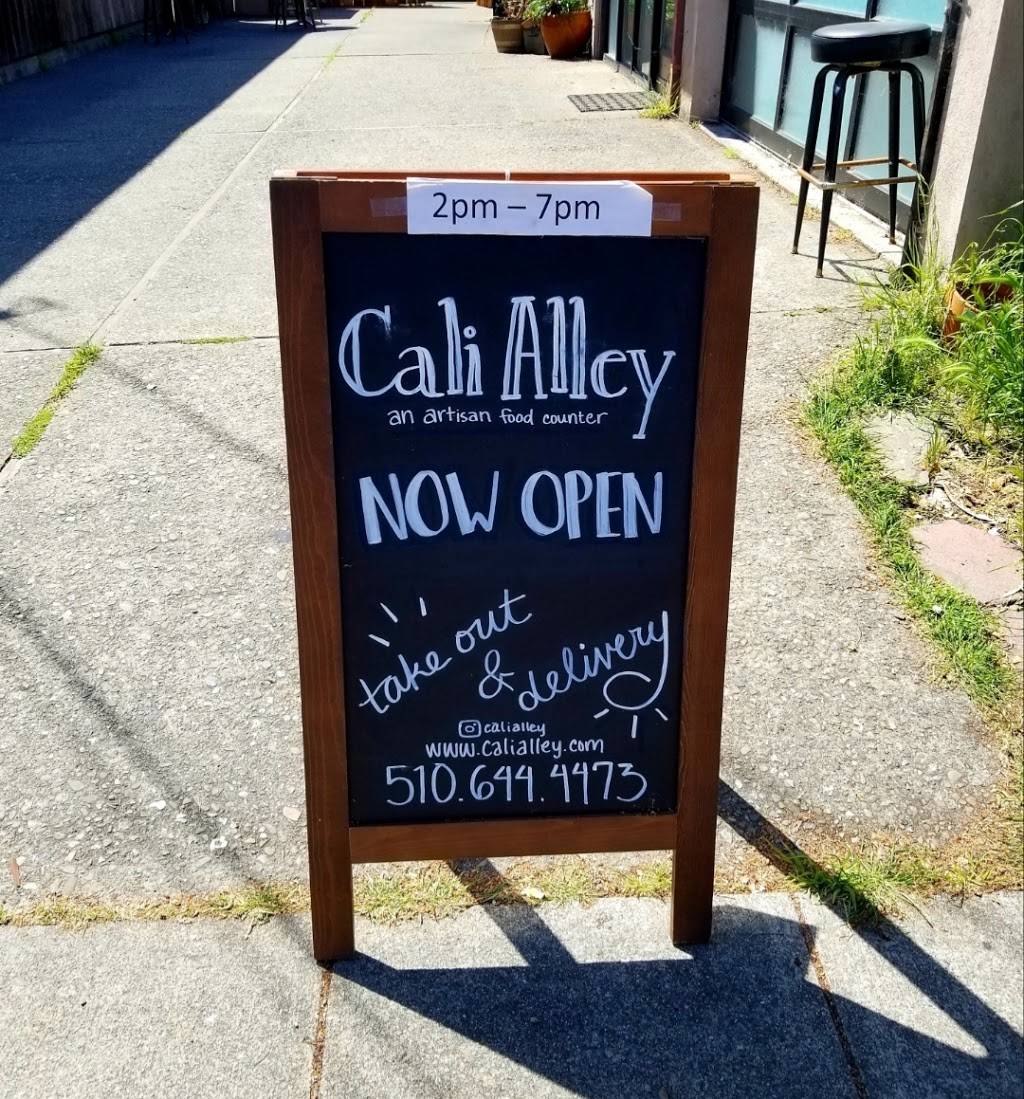 2pm – 7pm
Cali Alley
an artisan food counter
NOW OPEN
take out
& delivery
calialley
www.calialley.com
510.644.4473